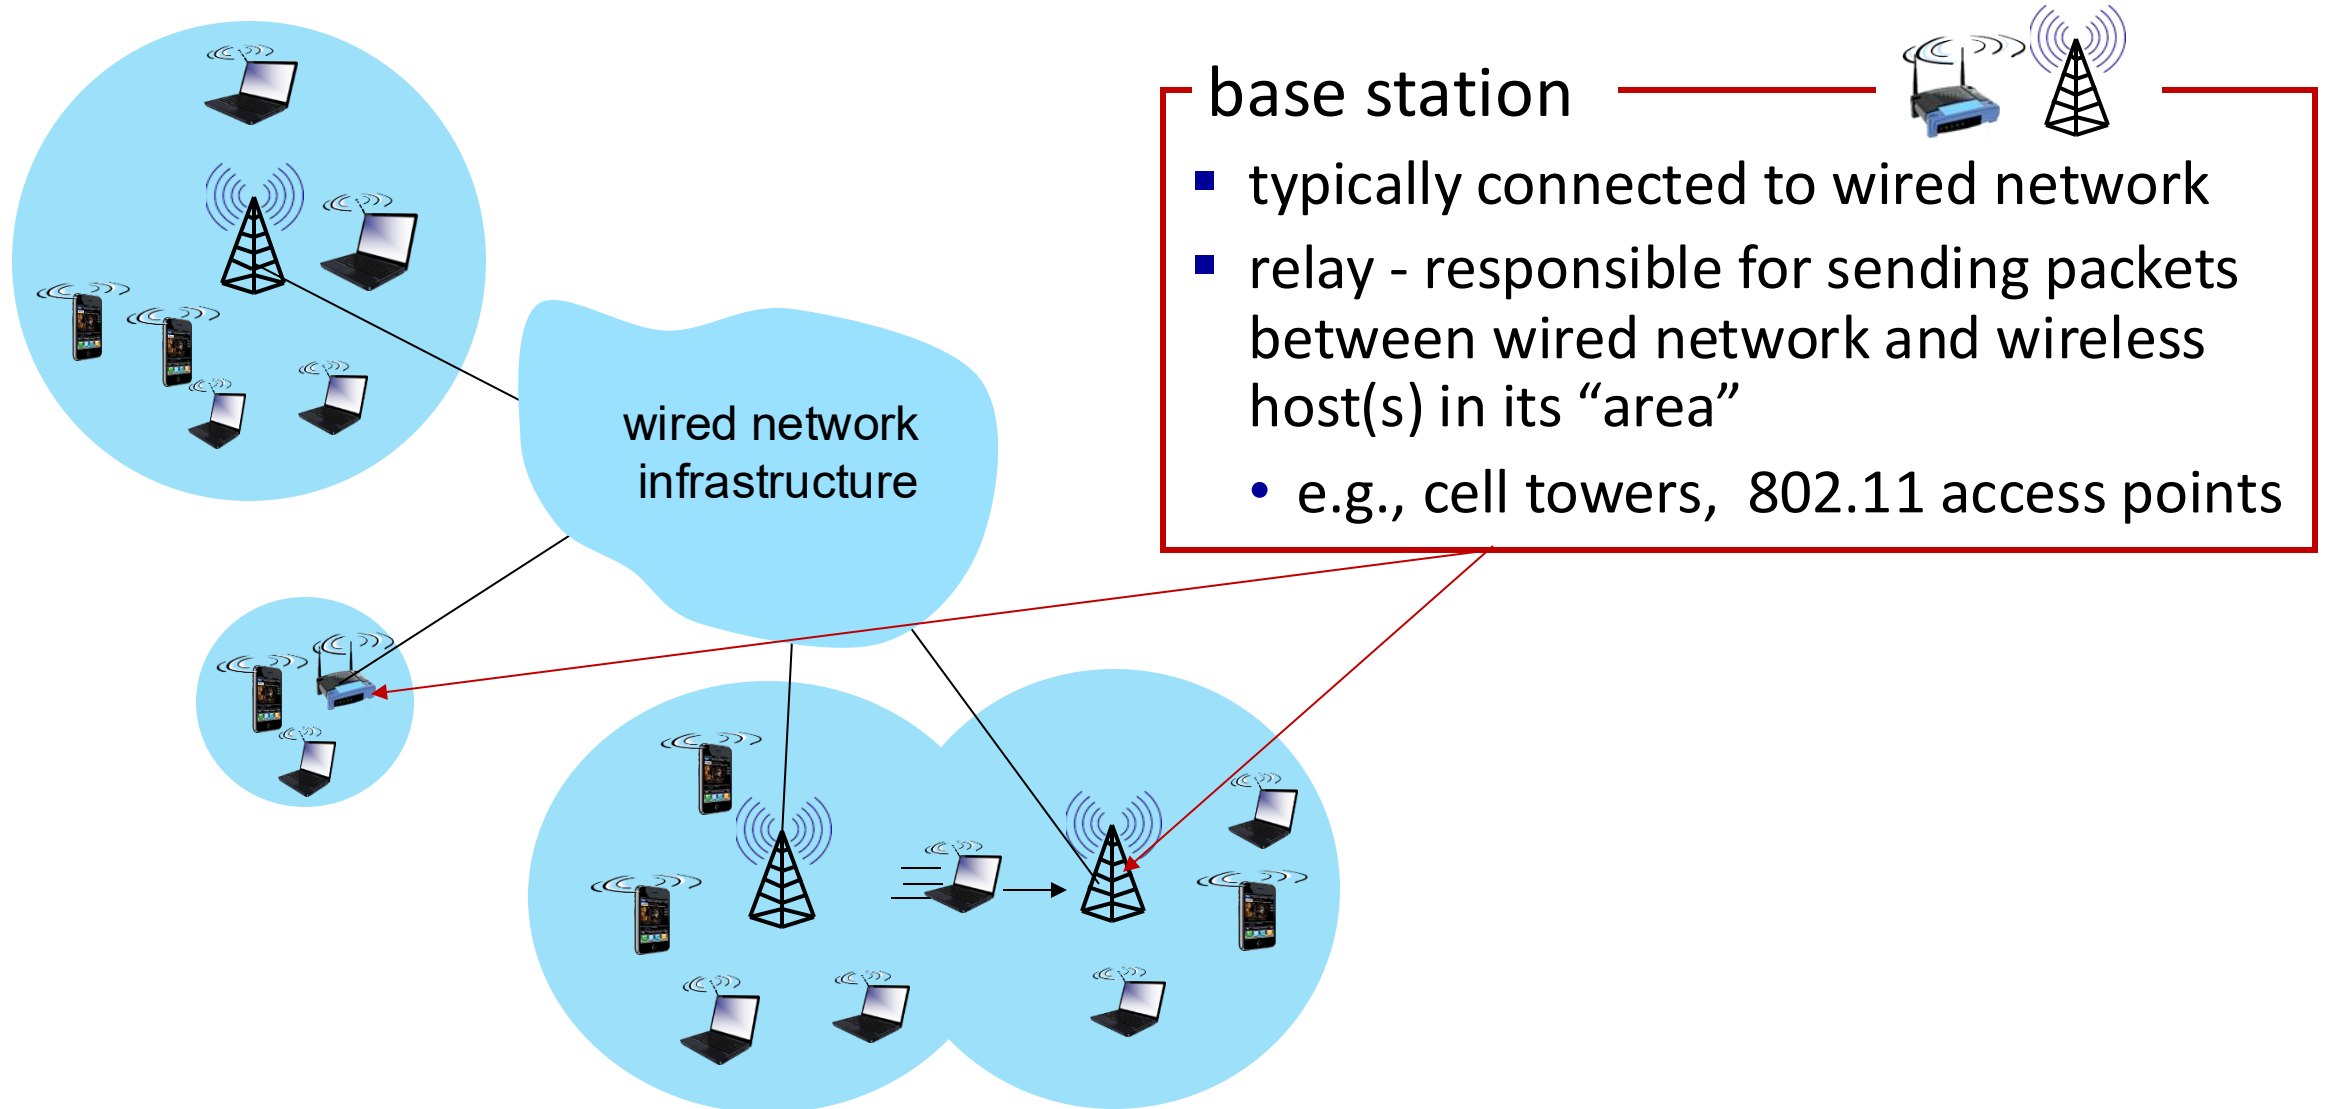 base station
▪ typically connected to wired network
▪ relay - responsible for sending packets
between wired network and wireless
host(s) in its “area”
• e.g., cell towers,  802.11 access points
wired network
infrastructure